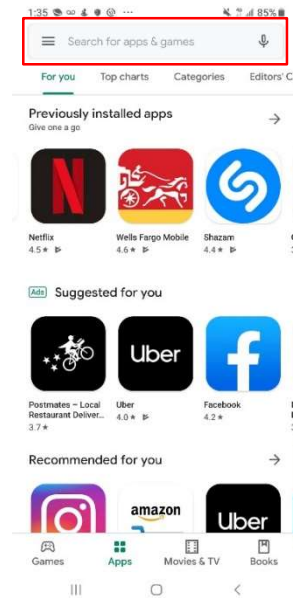 1:35
85%
Search for apps & games
For you Top charts Categories Editors' C
Previously installed apps
Give one a go
Netflix Wells Fargo Mobile Shazam
4.5★ 4.6★ 4.4★
Ads Suggested for you
Uber
Postmates – Local Uber Facebook
Restaurant Deliver... 4.0★ 4.2★
3.7★
Recommended for you
amazon
Uber
Games Apps Movies & TV Books